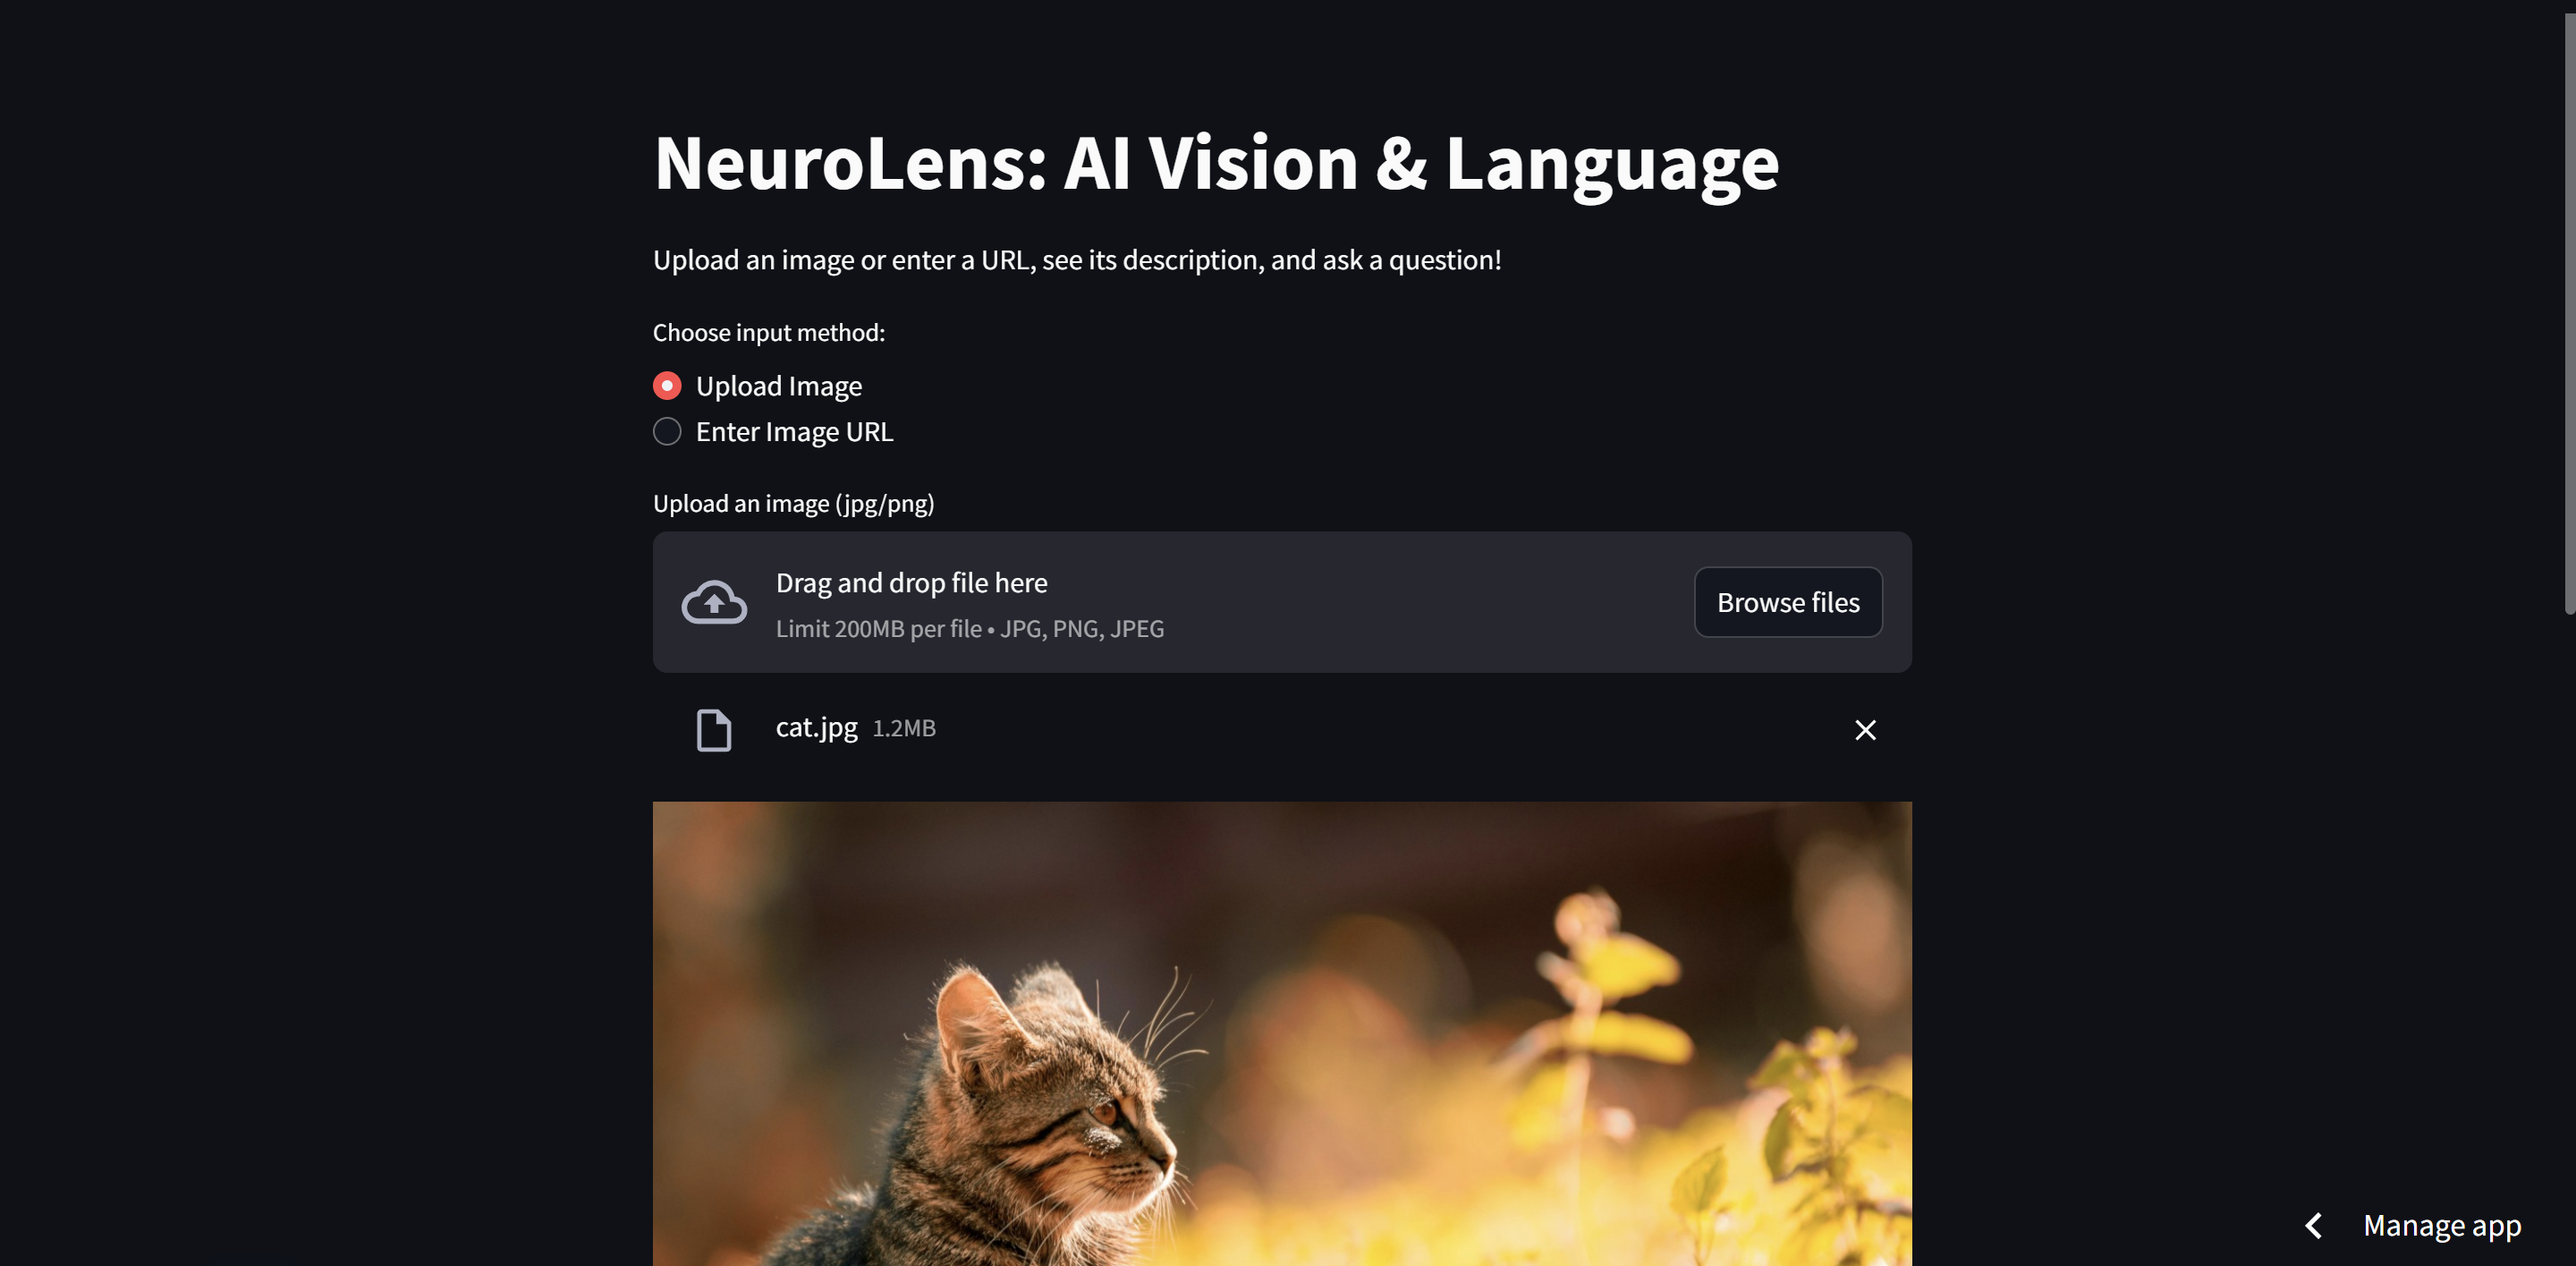 NeuroLens: AI Vision & Language
Upload an image or enter a URL, see its description, and ask a question!
Choose input method:
Upload Image
Enter Image URL
Upload an image (jpg/png)
Drag and drop file here
Limit 200MB per file • JPG, PNG, JPEG
Browse files
cat.jpg 1.2MB
Manage app